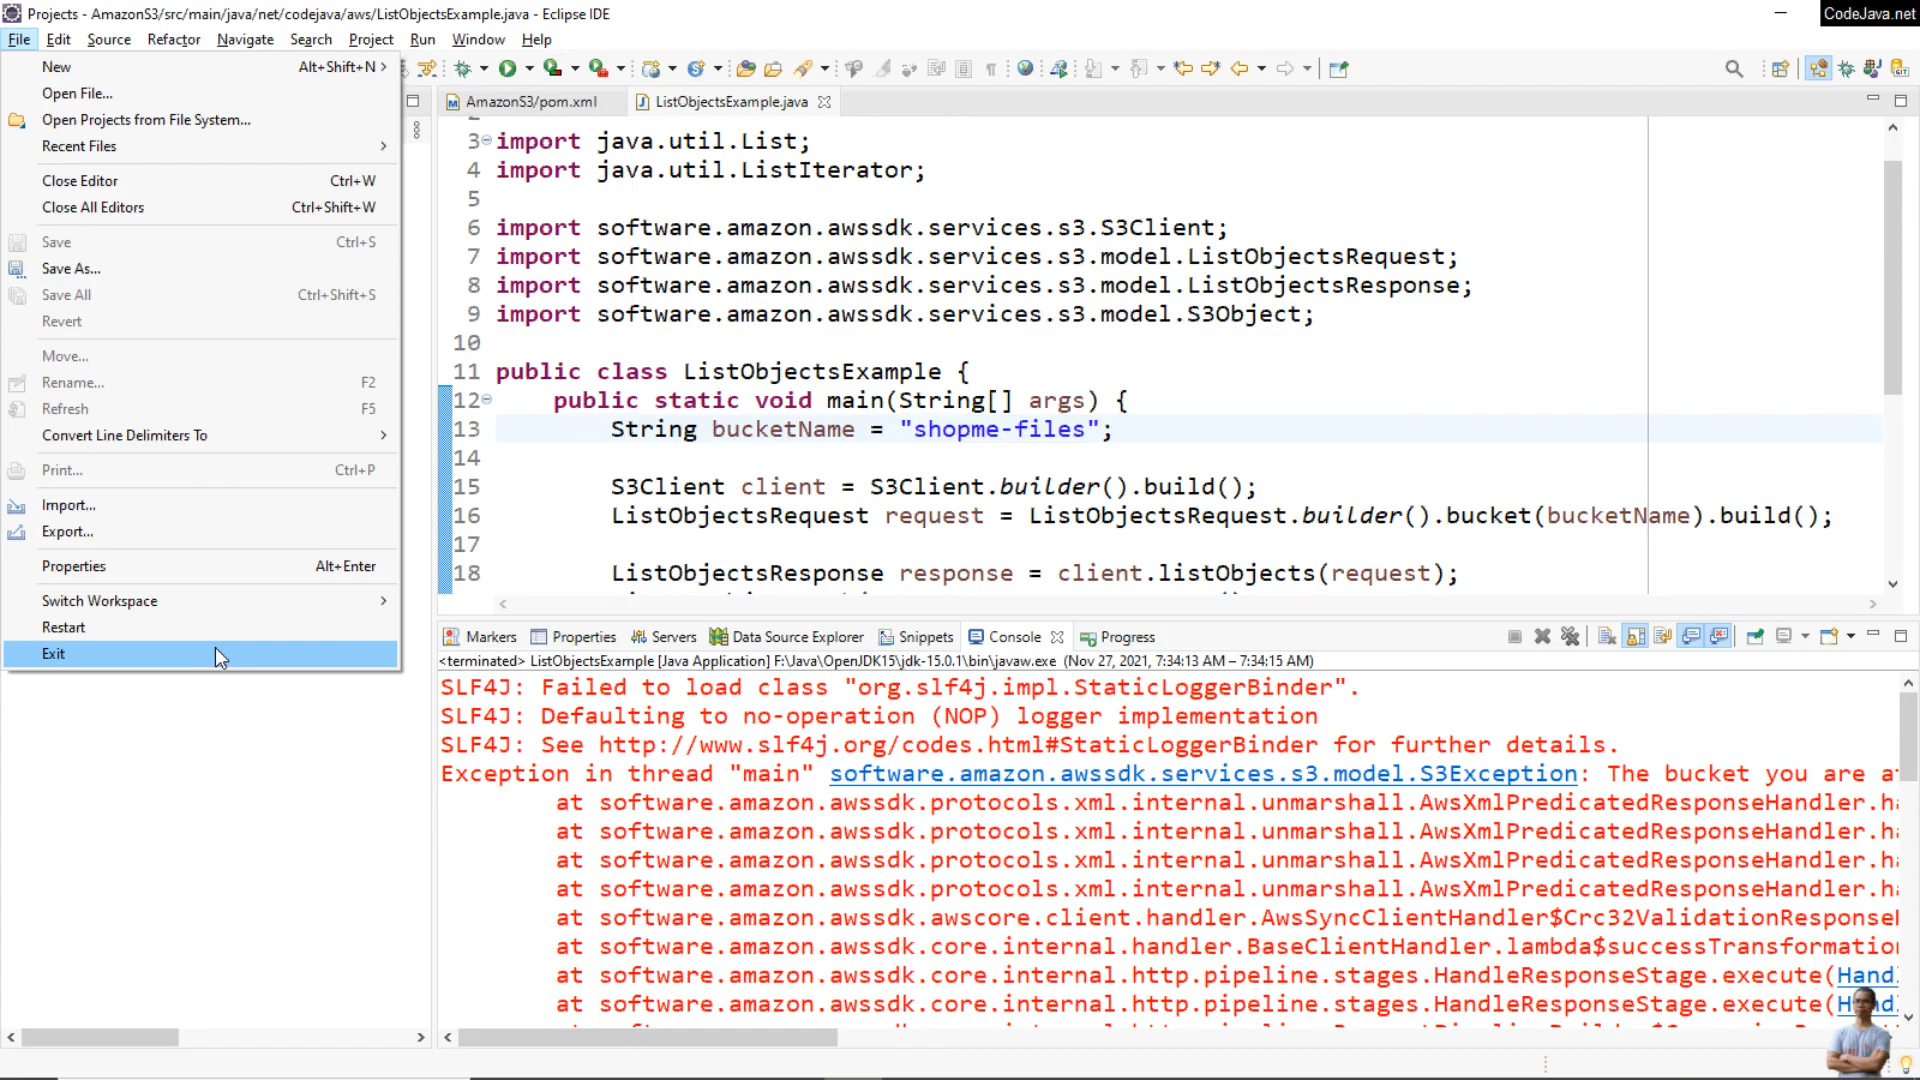 Projects - AmazonS3/src/main/java/net/codejava/aws/ListObjectsExample.java - Eclipse IDE
CodeJava.net
File Edit Source Refactor Navigate Search Project Run Window Help
New Alt+Shift+N
Open File...
Open Projects from File System...
Recent Files
Close Editor Ctrl+W
Close All Editors Ctrl+Shift+W
Save Ctrl+S
Save As...
Save All Ctrl+Shift+S
Revert
Move...
Rename... F2
Refresh F5
Convert Line Delimiters To
Print... Ctrl+P
Import...
Export...
Properties Alt+Enter
Switch Workspace
Restart
Exit
AmazonS3/pom.xml ListObjectsExample.java
3 import java.util.List;
4 import java.util.ListIterator;
5
6 import software.amazon.awssdk.services.s3.S3Client;
7 import software.amazon.awssdk.services.s3.model.ListObjectsRequest;
8 import software.amazon.awssdk.services.s3.model.ListObjectsResponse;
9 import software.amazon.awssdk.services.s3.model.S3Object;
10
11 public class ListObjectsExample {
12 public static void main(String[] args) {
13 String bucketName = "shopme-files";
14
15 S3Client client = S3Client.builder().build();
16 ListObjectsRequest request = ListObjectsRequest.builder().bucket(bucketName).build();
17
18 ListObjectsResponse response = client.listObjects(request);
Markers Properties Servers Data Source Explorer Snippets Console Progress
<terminated> ListObjectsExample [Java Application] F:\Java\OpenJDK15\jdk-15.0.1\bin\javaw.exe (Nov 27, 2021, 7:34:13 AM – 7:34:15 AM)
SLF4J: Failed to load class "org.slf4j.impl.StaticLoggerBinder".
SLF4J: Defaulting to no-operation (NOP) logger implementation
SLF4J: See http://www.slf4j.org/codes.html#StaticLoggerBinder for further details.
Exception in thread "main" software.amazon.awssdk.services.s3.model.S3Exception: The bucket you are a
at software.amazon.awssdk.protocols.xml.internal.unmarshall.AwsXmlPredicatedResponseHandler.ha
at software.amazon.awssdk.protocols.xml.internal.unmarshall.AwsXmlPredicatedResponseHandler.ha
at software.amazon.awssdk.protocols.xml.internal.unmarshall.AwsXmlPredicatedResponseHandler.ha
at software.amazon.awssdk.protocols.xml.internal.unmarshall.AwsXmlPredicatedResponseHandler.ha
at software.amazon.awssdk.awscore.client.handler.AwsSyncClientHandler$Crc32ValidationResponse
at software.amazon.awssdk.core.internal.handler.BaseClientHandler.lambda$successTransformation
at software.amazon.awssdk.core.internal.http.pipeline.stages.HandleResponseStage.execute(Handl
at software.amazon.awssdk.core.internal.http.pipeline.stages.HandleResponseStage.execute(